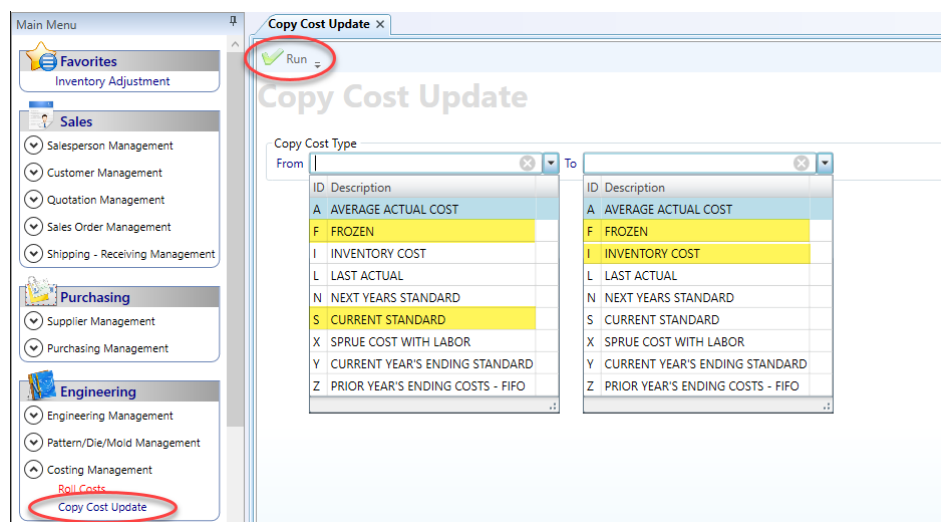 Main Menu
Favorites
Inventory Adjustment
Sales
Salesperson Management
Customer Management
Quotation Management
Sales Order Management
Shipping - Receiving Management
Purchasing
Supplier Management
Purchasing Management
Engineering
Engineering Management
Pattern/Die/Mold Management
Costing Management
Roll Costs
Copy Cost Update
Copy Cost Update ×
Run
Copy Cost Update
Copy Cost Type
From To
ID Description ID Description
A AVERAGE ACTUAL COST A AVERAGE ACTUAL COST
F FROZEN F FROZEN
I INVENTORY COST I INVENTORY COST
L LAST ACTUAL L LAST ACTUAL
N NEXT YEARS STANDARD N NEXT YEARS STANDARD
S CURRENT STANDARD S CURRENT STANDARD
X SPRUE COST WITH LABOR X SPRUE COST WITH LABOR
Y CURRENT YEAR'S ENDING STANDARD Y CURRENT YEAR'S ENDING STANDARD
Z PRIOR YEAR'S ENDING COSTS - FIFO Z PRIOR YEAR'S ENDING COSTS - FIFO